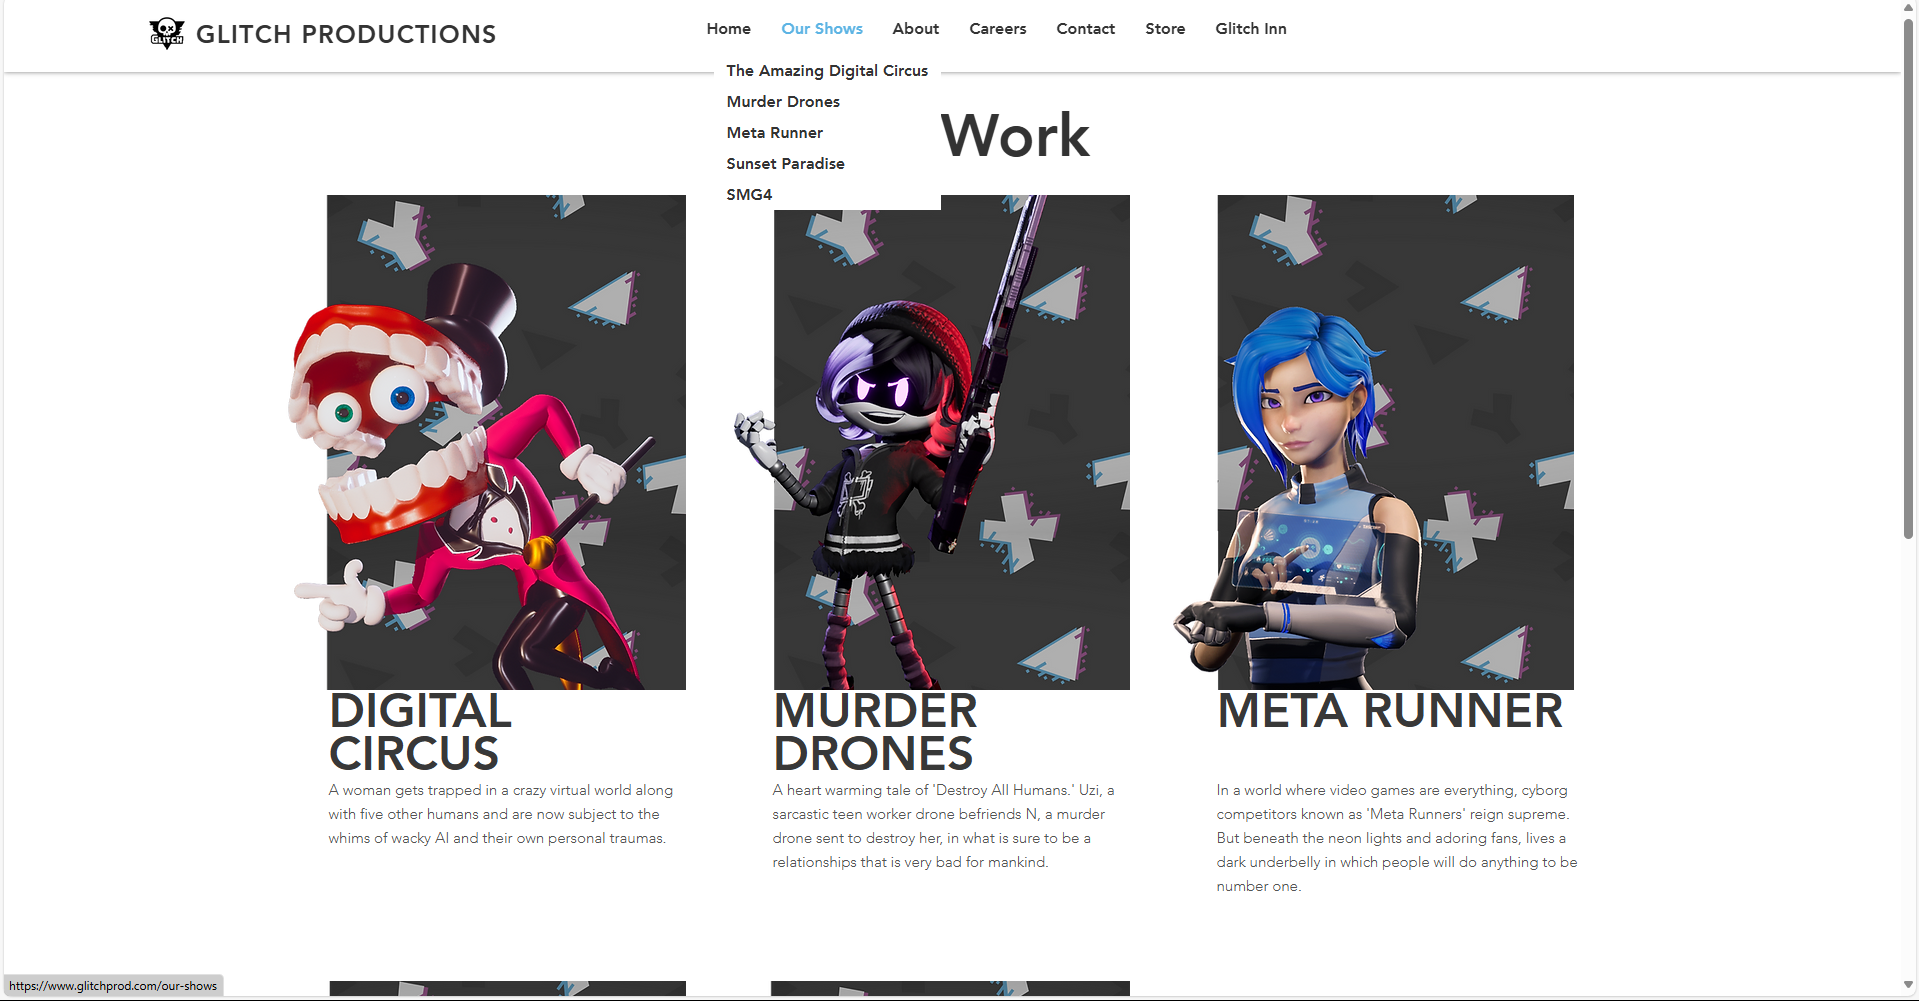 GLITCH
GLITCH PRODUCTIONS
Home
Our Shows
About
Careers
Contact
Store
Glitch Inn
The Amazing Digital Circus
Murder Drones
Meta Runner
Sunset Paradise
SMG4
Work
DIGITAL
CIRCUS
A woman gets trapped in a crazy virtual world along
with five other humans and are now subject to the
whims of wacky AI and their own personal traumas.
MURDER
DRONES
A heart warming tale of 'Destroy All Humans.' Uzi, a
sarcastic teen worker drone befriends N, a murder
drone sent to destroy her, in what is sure to be a
relationships that is very bad for mankind.
META RUNNER
In a world where video games are everything, cyborg
competitors known as 'Meta Runners' reign supreme.
But beneath the neon lights and adoring fans, lives a
dark underbelly in which people will do anything to be
number one.
https://www.glitchprod.com/our-shows